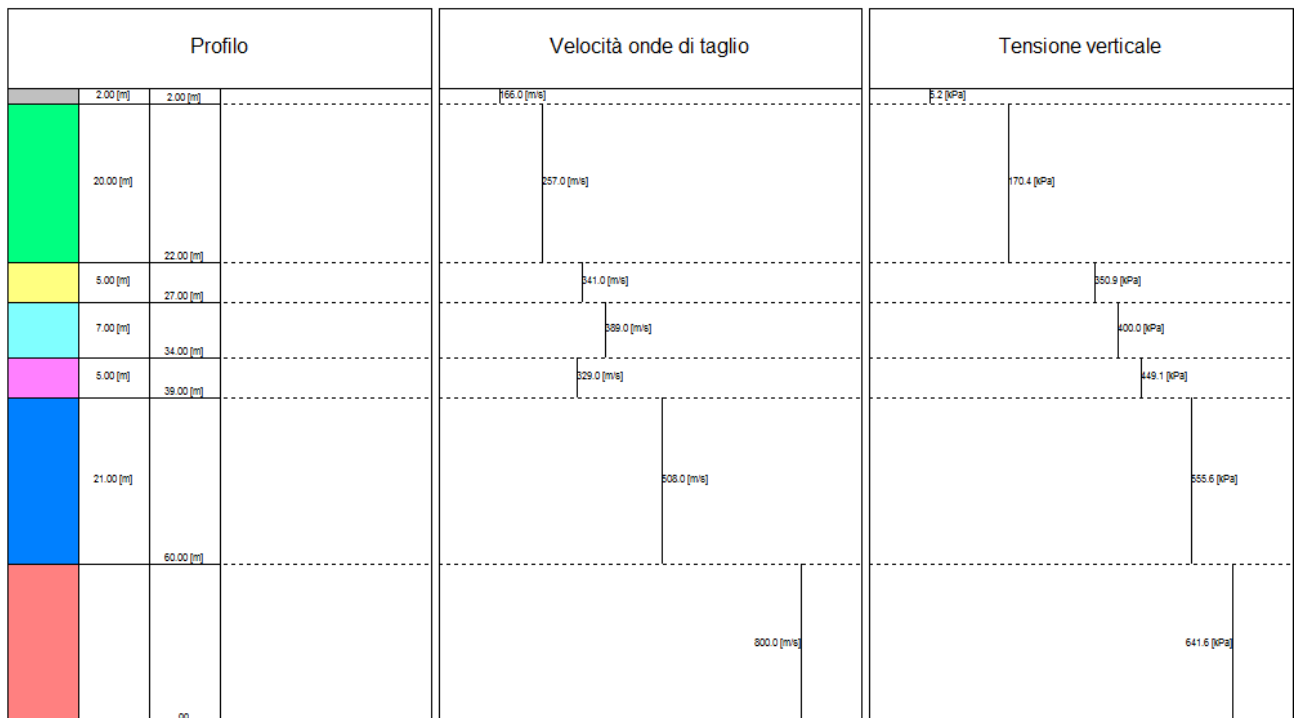 Profilo
Velocità onde di taglio
Tensione verticale
2.00 [m]
2.00 [m]
166.0 [m/s]
5.2 [kPa]
20.00 [m]
257.0 [m/s]
170.4 [kPa]
22.00 [m]
5.00 [m]
341.0 [m/s]
350.9 [kPa]
27.00 [m]
7.00 [m]
389.0 [m/s]
400.0 [kPa]
34.00 [m]
5.00 [m]
329.0 [m/s]
449.1 [kPa]
39.00 [m]
21.00 [m]
508.0 [m/s]
555.6 [kPa]
60.00 [m]
800.0 [m/s]
641.6 [kPa]